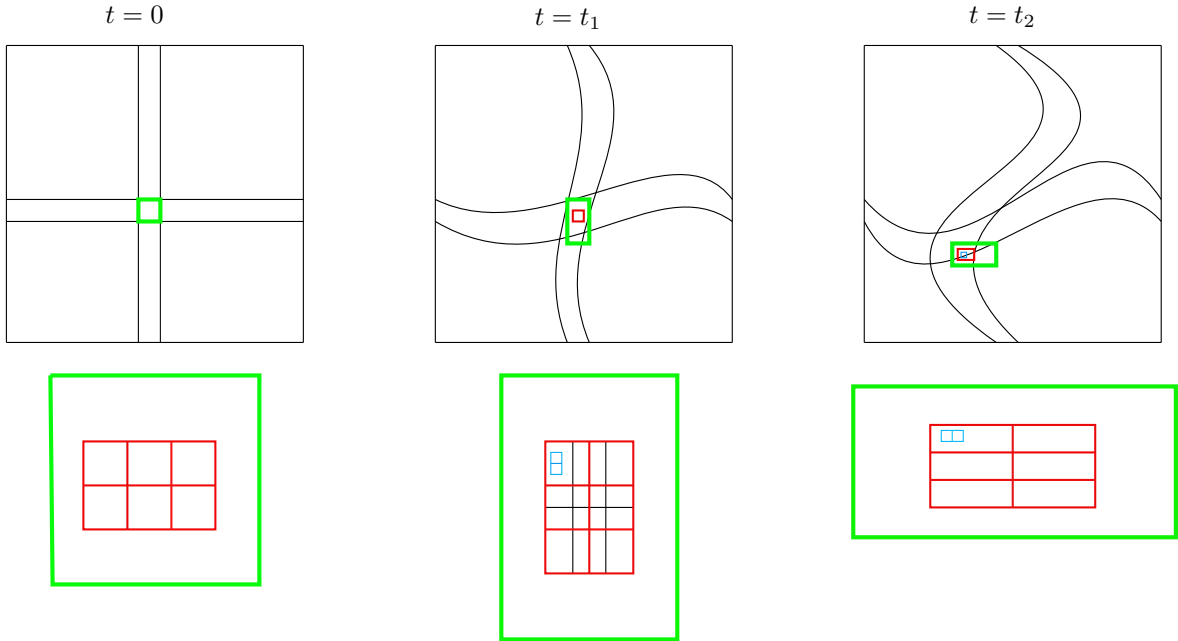 t = 0
t = t₁
t = t₂